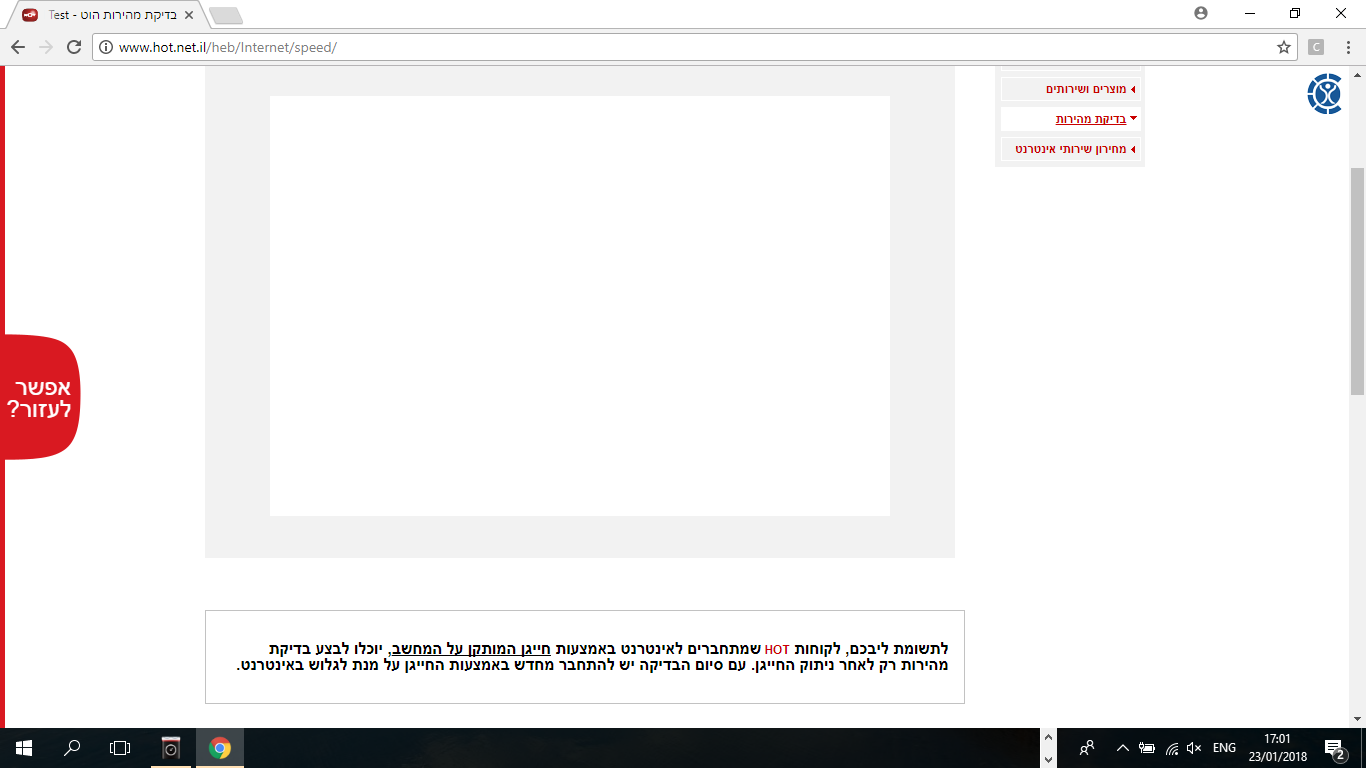 בדיקת מהירות הוט - Test
www.hot.net.il/heb/Internet/speed/
C
מוצרים ושירותים
בדיקת מהירות
מחירון שירותי אינטרנט
אפשר
לעזור?
לתשומת ליבכם, לקוחות HOT שמתחברים לאינטרנט באמצעות חייגן המותקן על המחשב, יוכלו לבצע בדיקת
מהירות רק לאחר ניתוק החייגן. עם סיום הבדיקה יש להתחבר מחדש באמצעות החייגן על מנת לגלוש באינטרנט.
ENG
17:01
23/01/2018
2